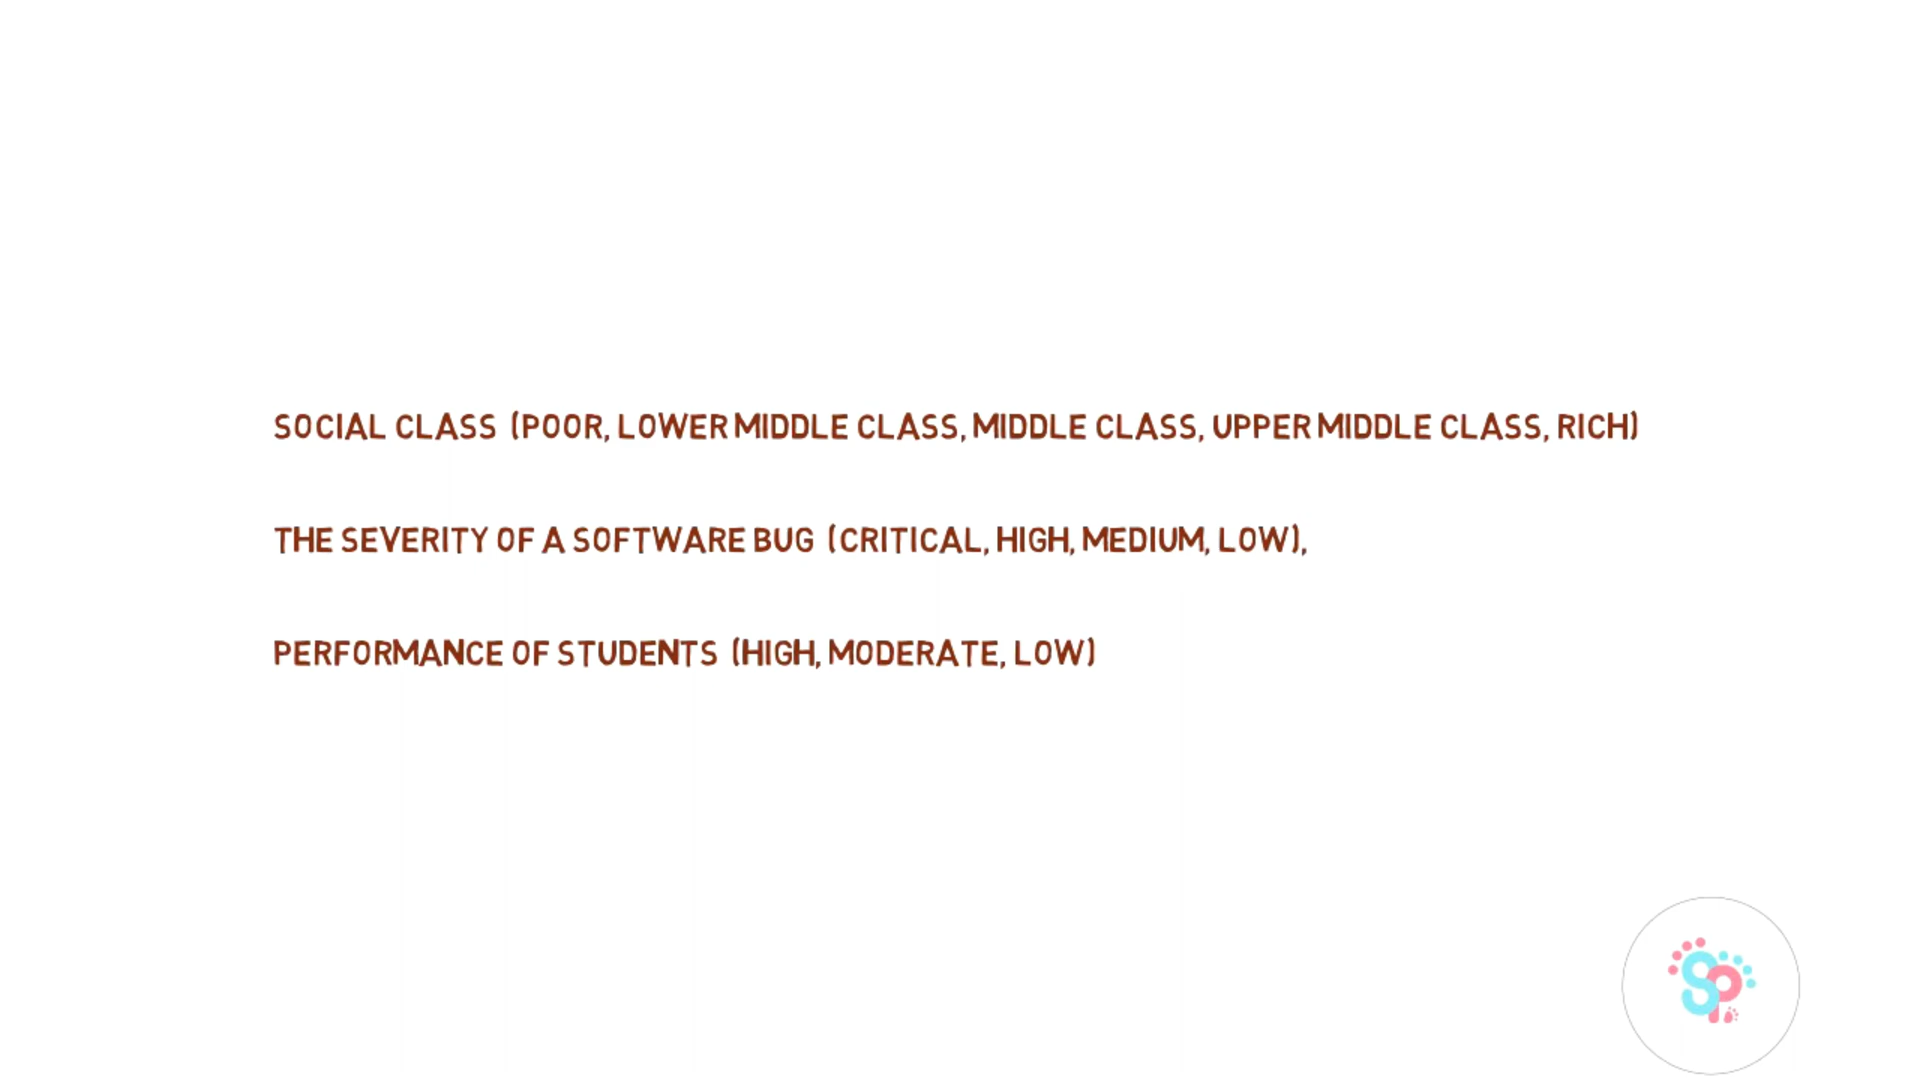 SOCIAL CLASS (POOR, LOWER MIDDLE CLASS, MIDDLE CLASS, UPPER MIDDLE CLASS, RICH)
THE SEVERITY OF A SOFTWARE BUG (CRITICAL, HIGH, MEDIUM, LOW),
PERFORMANCE OF STUDENTS (HIGH, MODERATE, LOW)
SP